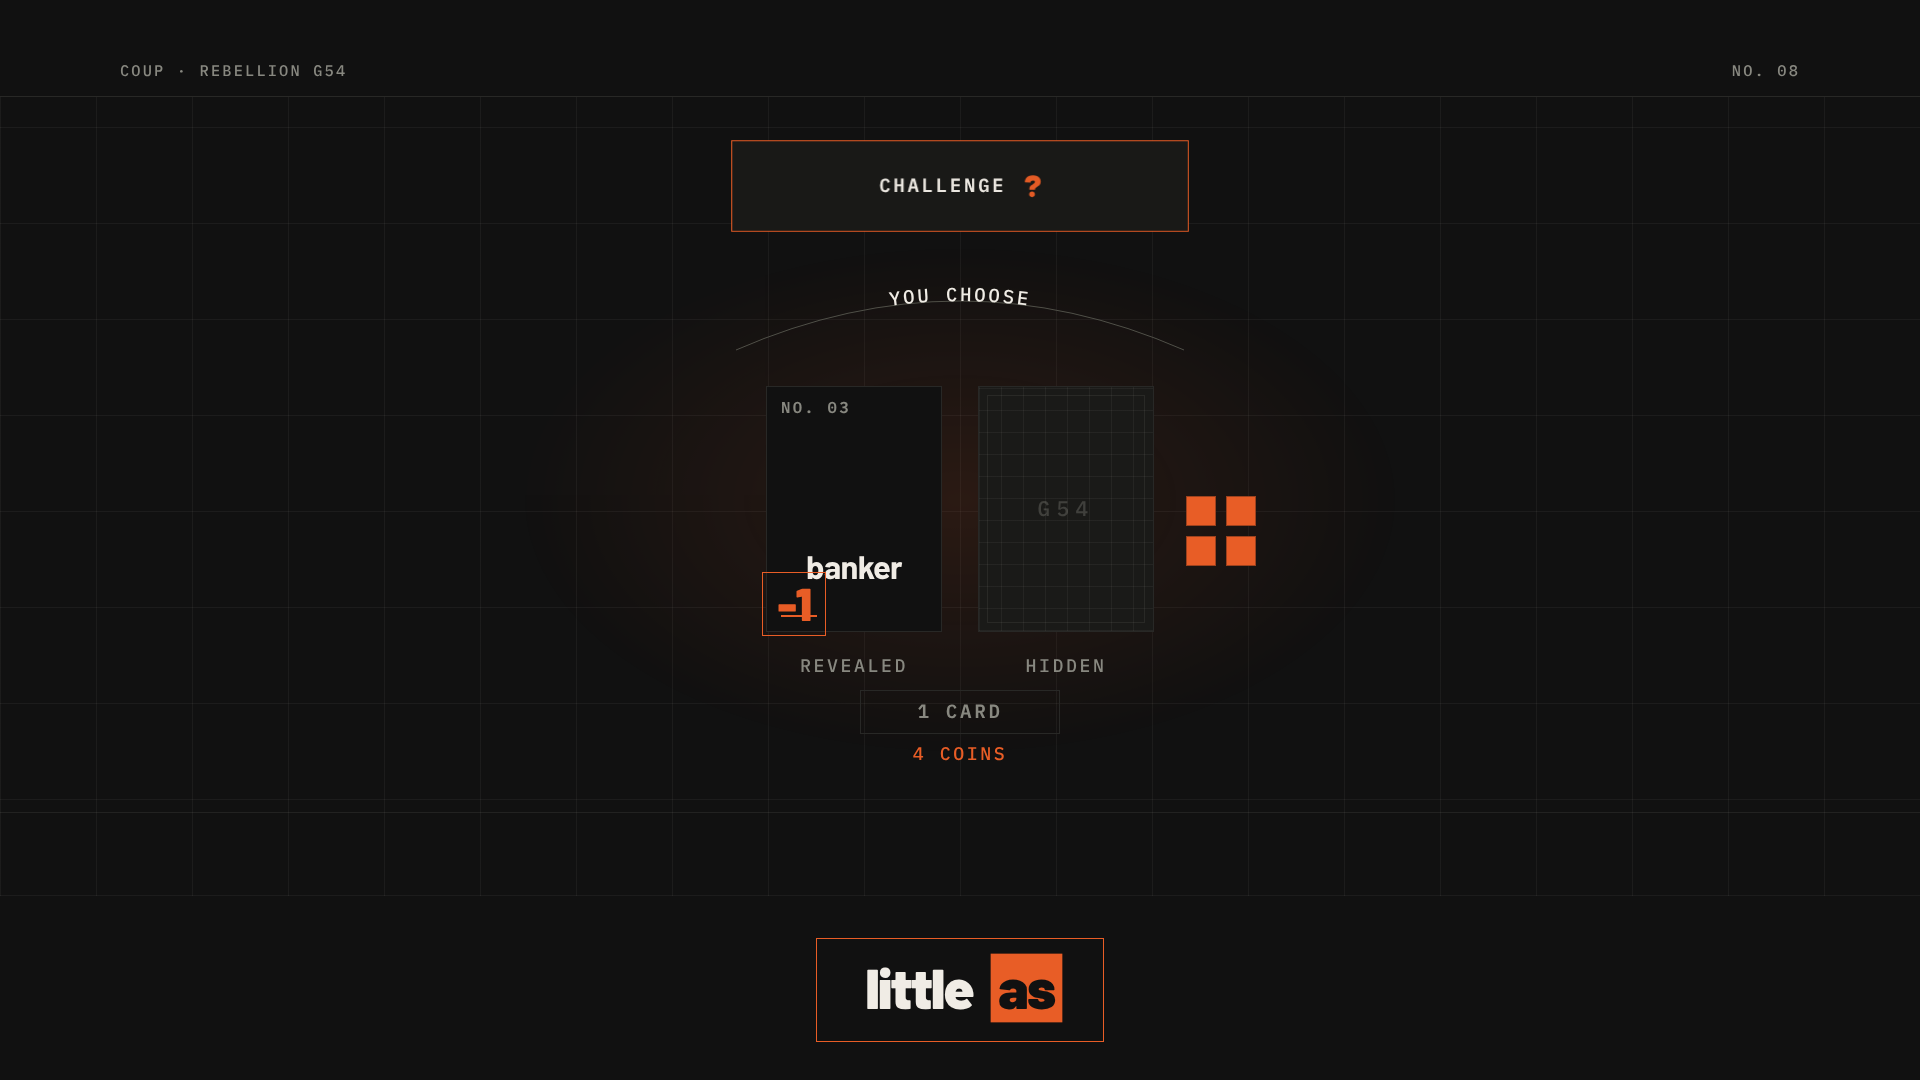 COUP · REBELLION G54
NO. 08
CHALLENGE ?
YOU CHOOSE
NO. 03
banker
-1
G54
REVEALED
HIDDEN
1 CARD
4 COINS
little as